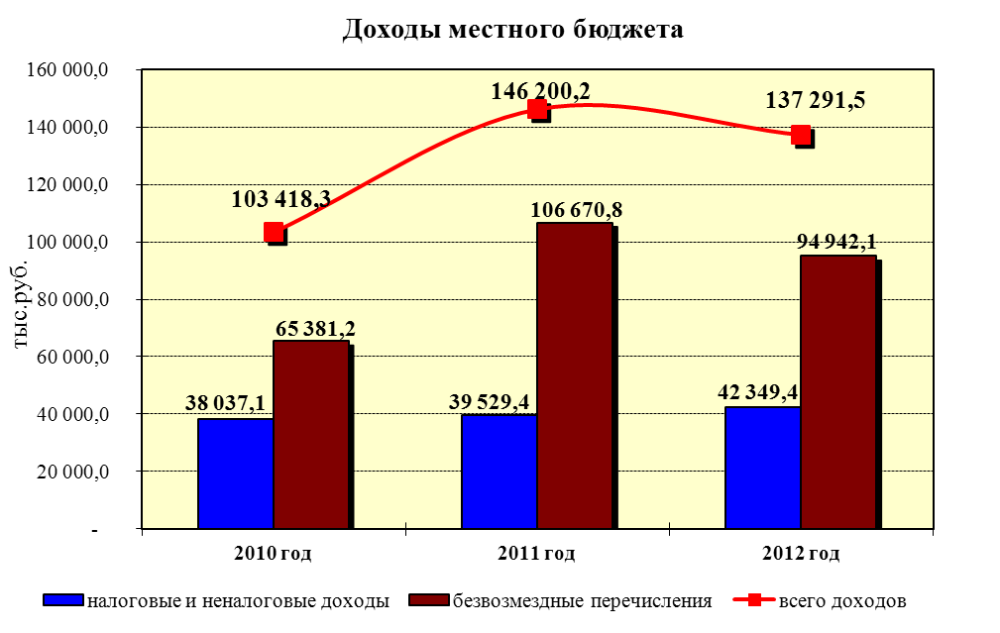 Доходы местного бюджета
160 000,0
140 000,0
120 000,0
100 000,0
80 000,0
60 000,0
40 000,0
20 000,0
-
тыс.руб.
103 418,3
146 200,2
137 291,5
65 381,2
106 670,8
94 942,1
38 037,1
39 529,4
42 349,4
2010 год
2011 год
2012 год
налоговые и неналоговые доходы
безвозмездные перечисления
всего доходов